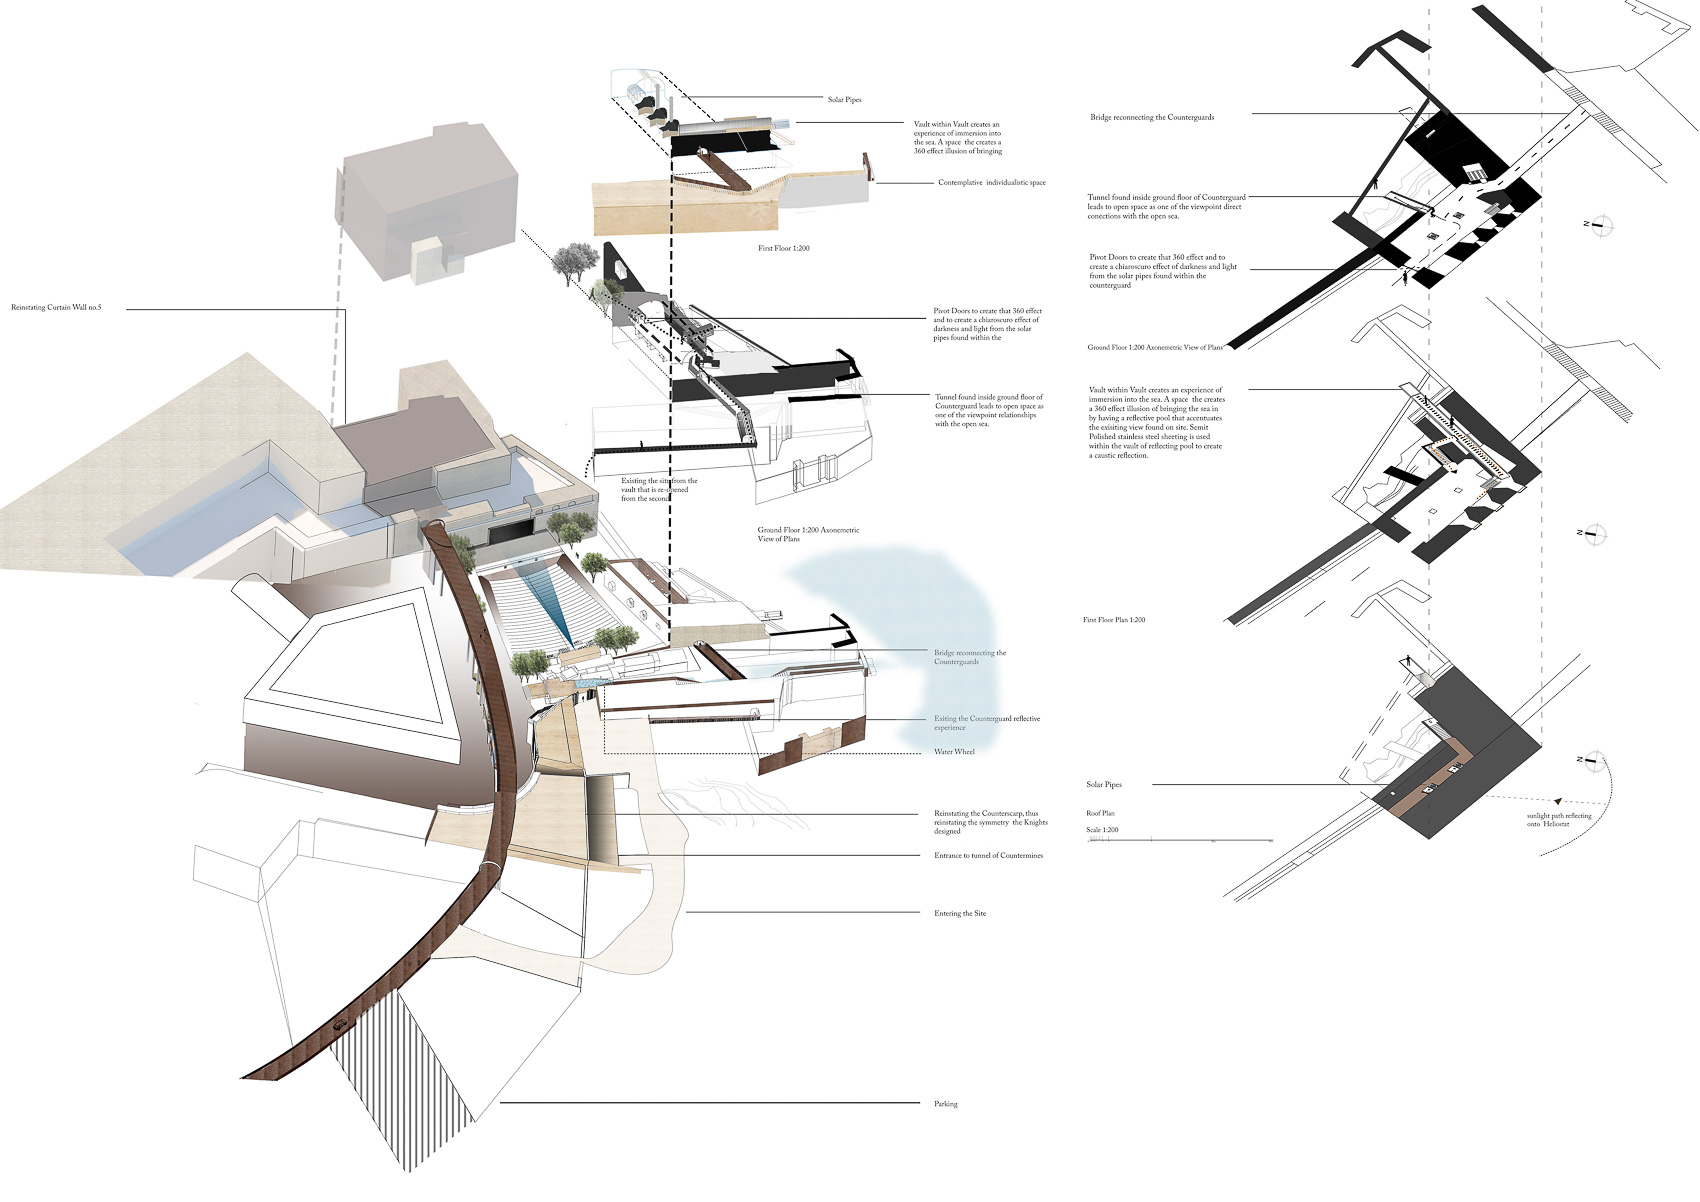 Solar Pipes
Vault within Vault creates an
experience of immersion into
the sea. A space the creates a
360 effect illusion of bringing
Contemplative individualistic space
First Floor 1:200
Reinstating Curtain Wall no.5
Pivot Doors to create that 360 effect
and to create a chiaroscuro effect of
darkness and light from the solar
pipes found within the
Tunnel found inside ground floor of
Counterguard leads to open space as
one of the viewpoint relationships
with the open sea.
Existing the site from the
vault that is re-opened
from the second
Ground Floor 1:200 Axonemetric
View of Plans
Bridge reconnecting the
Counterguards
Exiting the Counterguard reflective
experience
Water Wheel
Reinstating the Counterscarp, thus
reinstating the symmetry the Knights
designed
Entrance to tunnel of Countermines
Entering the Site
Parking
Bridge reconnecting the Counterguards
Tunnel found inside ground floor of Counterguard
leads to open space as one of the viewpoint direct
conections with the open sea.
Pivot Doors to create that 360 effect and to
create a chiaroscuro effect of darkness and light
from the solar pipes found within the
counterguard
N
Ground Floor 1:200 Axonemetric View of Plans
Vault within Vault creates an experience of
immersion into the sea. A space the creates
a 360 effect illusion of bringing the sea in
by having a reflective pool that accentuates
the exisiting view found on site. Semit
Polished stainless steel sheeting is used
within the vault of reflecting pool to create
a caustic reflection.
N
First Floor Plan 1:200
N
Solar Pipes
Roof Plan
Scale 1:200
sunlight path reflecting
onto Heliostat